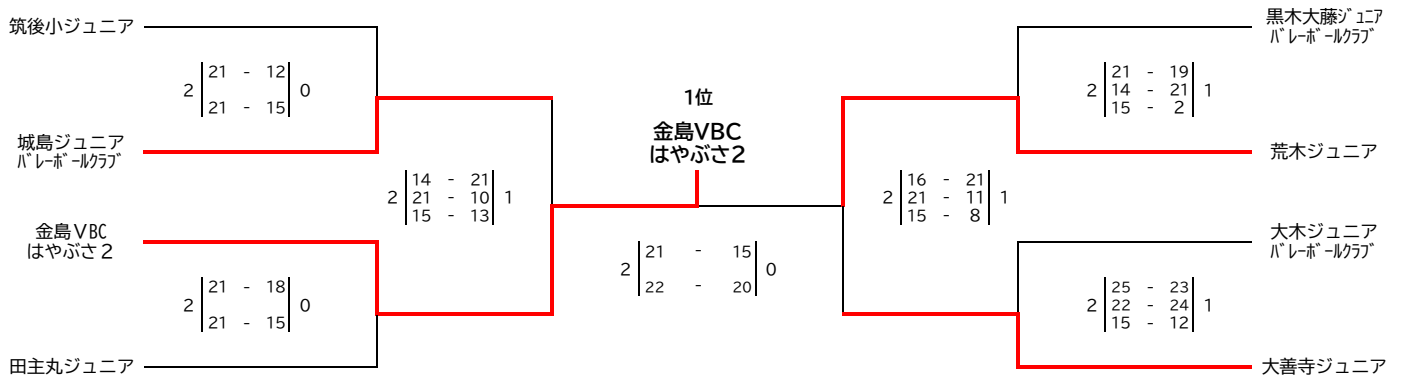 筑後小ジュニア
2 21 - 12 0
21 - 15
城島ジュニア
バレーボールクラブ
2 14 - 21 1
21 - 10
15 - 13
金島VBC
はやぶさ2
2 21 - 18 0
21 - 15
田主丸ジュニア
1位
金島VBC
はやぶさ2
2 21 - 15 0
22 - 20
黒木大藤ジュニア
バレーボールクラブ
2 21 - 19 1
14 - 21
15 - 2
荒木ジュニア
2 16 - 21 1
21 - 11
15 - 8
大木ジュニア
バレーボールクラブ
2 25 - 23 1
22 - 24
15 - 12
大善寺ジュニア